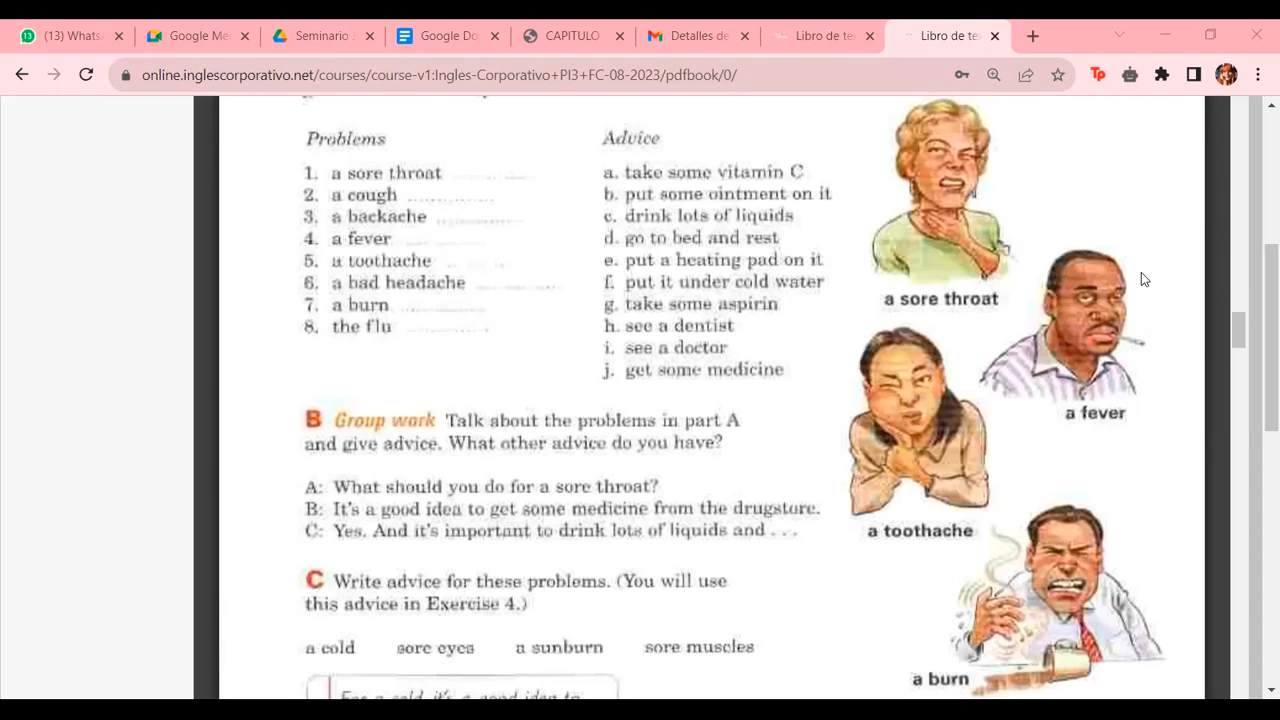 (13) Whats
Google Me
Seminario
Google Do
CAPITULO
Detalles de
Libro de te
Libro de te
online.inglescorporativo.net/courses/course-v1:Ingles-Corporativo+PI3+FC-08-2023/pdfbook/0/
Problems
1. a sore throat
2. a cough
3. a backache
4. a fever
5. a toothache
6. a bad headache
7. a burn
8. the flu
Advice
a. take some vitamin C
b. put some ointment on it
c. drink lots of liquids
d. go to bed and rest
e. put a heating pad on it
f. put it under cold water
g. take some aspirin
h. see a dentist
i. see a doctor
j. get some medicine
a sore throat
a fever
a toothache
a burn
B Group work Talk about the problems in part A
and give advice. What other advice do you have?
A: What should you do for a sore throat?
B: It's a good idea to get some medicine from the drugstore.
C: Yes. And it's important to drink lots of liquids and . . .
C Write advice for these problems. (You will use
this advice in Exercise 4.)
a cold sore eyes a sunburn sore muscles
For a cold, it's a good idea to